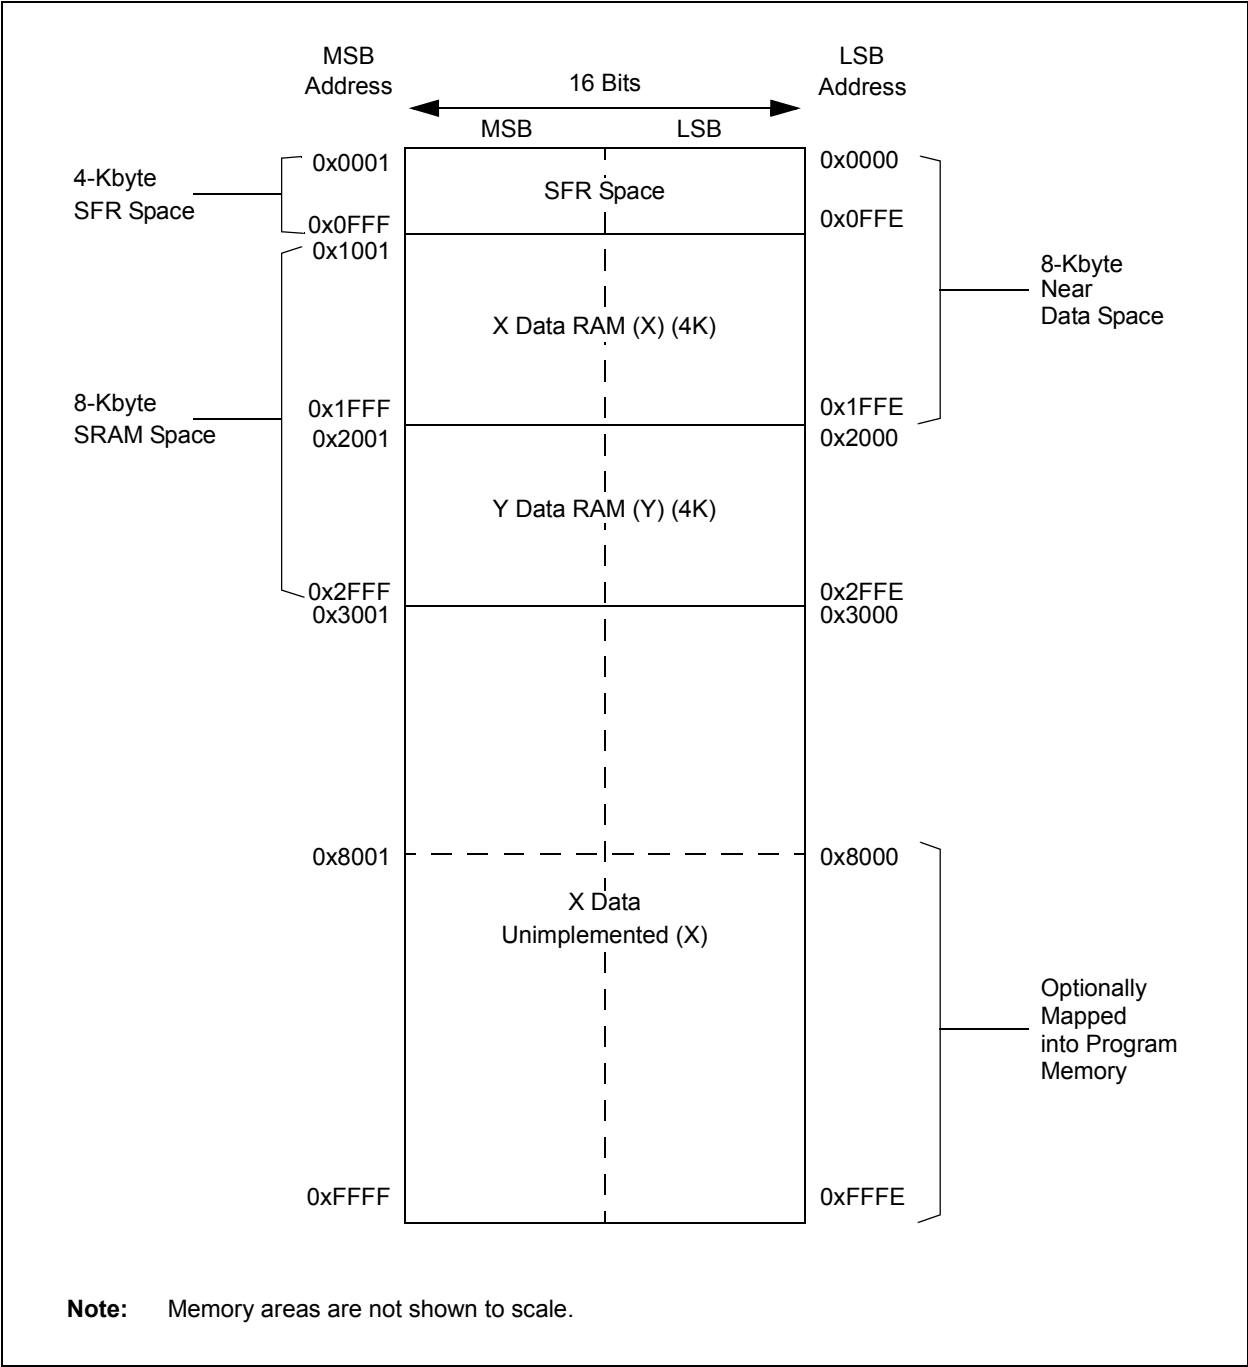 MSB
Address
16 Bits
LSB
Address
MSB
LSB
4-Kbyte
SFR Space
0x0001
0x0FFF
SFR Space
0x0000
0x0FFE
8-Kbyte
Near
Data Space
0x1001
X Data RAM (X) (4K)
8-Kbyte
SRAM Space
0x1FFF
0x2001
0x1FFE
0x2000
Y Data RAM (Y) (4K)
0x2FFF
0x3001
0x2FFE
0x3000
0x8001
0x8000
X Data
Unimplemented (X)
Optionally
Mapped
into Program
Memory
0xFFFF
0xFFFE
Note: Memory areas are not shown to scale.